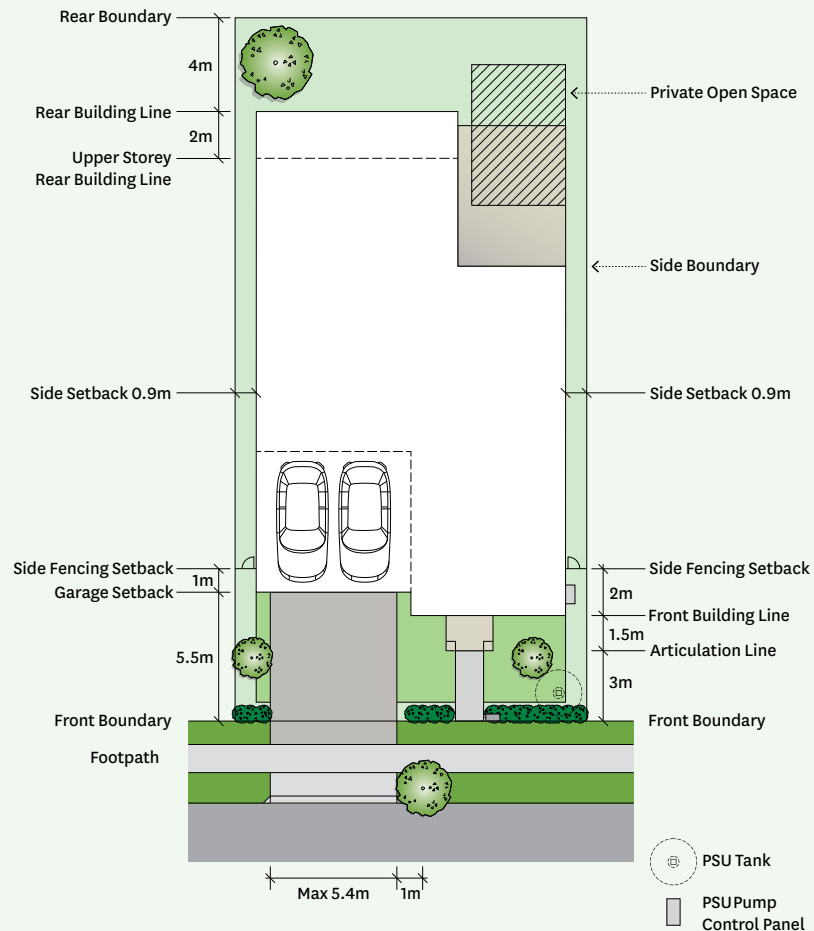 Rear Boundary
4m
Private Open Space
Rear Building Line
2m
Upper Storey
Rear Building Line
Side Boundary
Side Setback 0.9m
Side Setback 0.9m
Side Fencing Setback
Side Fencing Setback
1m
2m
Garage Setback
Front Building Line
1.5m
Articulation Line
5.5m
3m
Front Boundary
Front Boundary
Footpath
PSU Tank
Max 5.4m
1m
PSU Pump
Control Panel